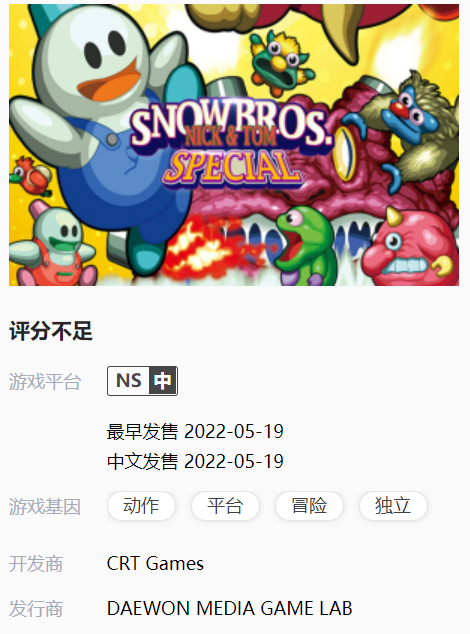 SNOW BROS.
NICK & TOM
SPECIAL
评分不足
游戏平台 NS 中
最早发售 2022-05-19
中文发售 2022-05-19
游戏基因 动作 平台 冒险 独立
开发商 CRT Games
发行商 DAEWON MEDIA GAME LAB